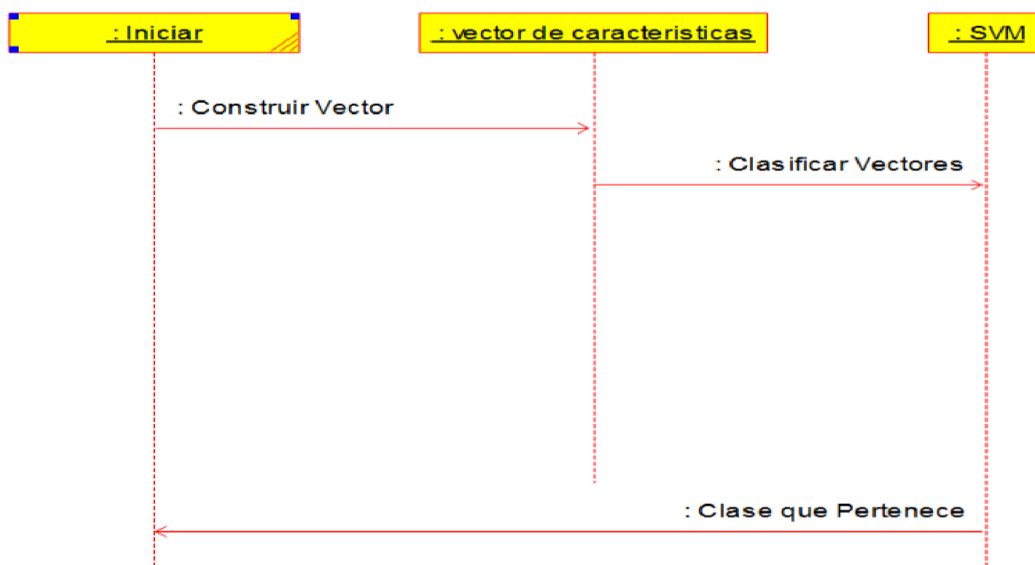 : Iniciar
: vector de caracteristicas
: SVM
: Construir Vector
: Clasificar Vectores
: Clase que Pertenece